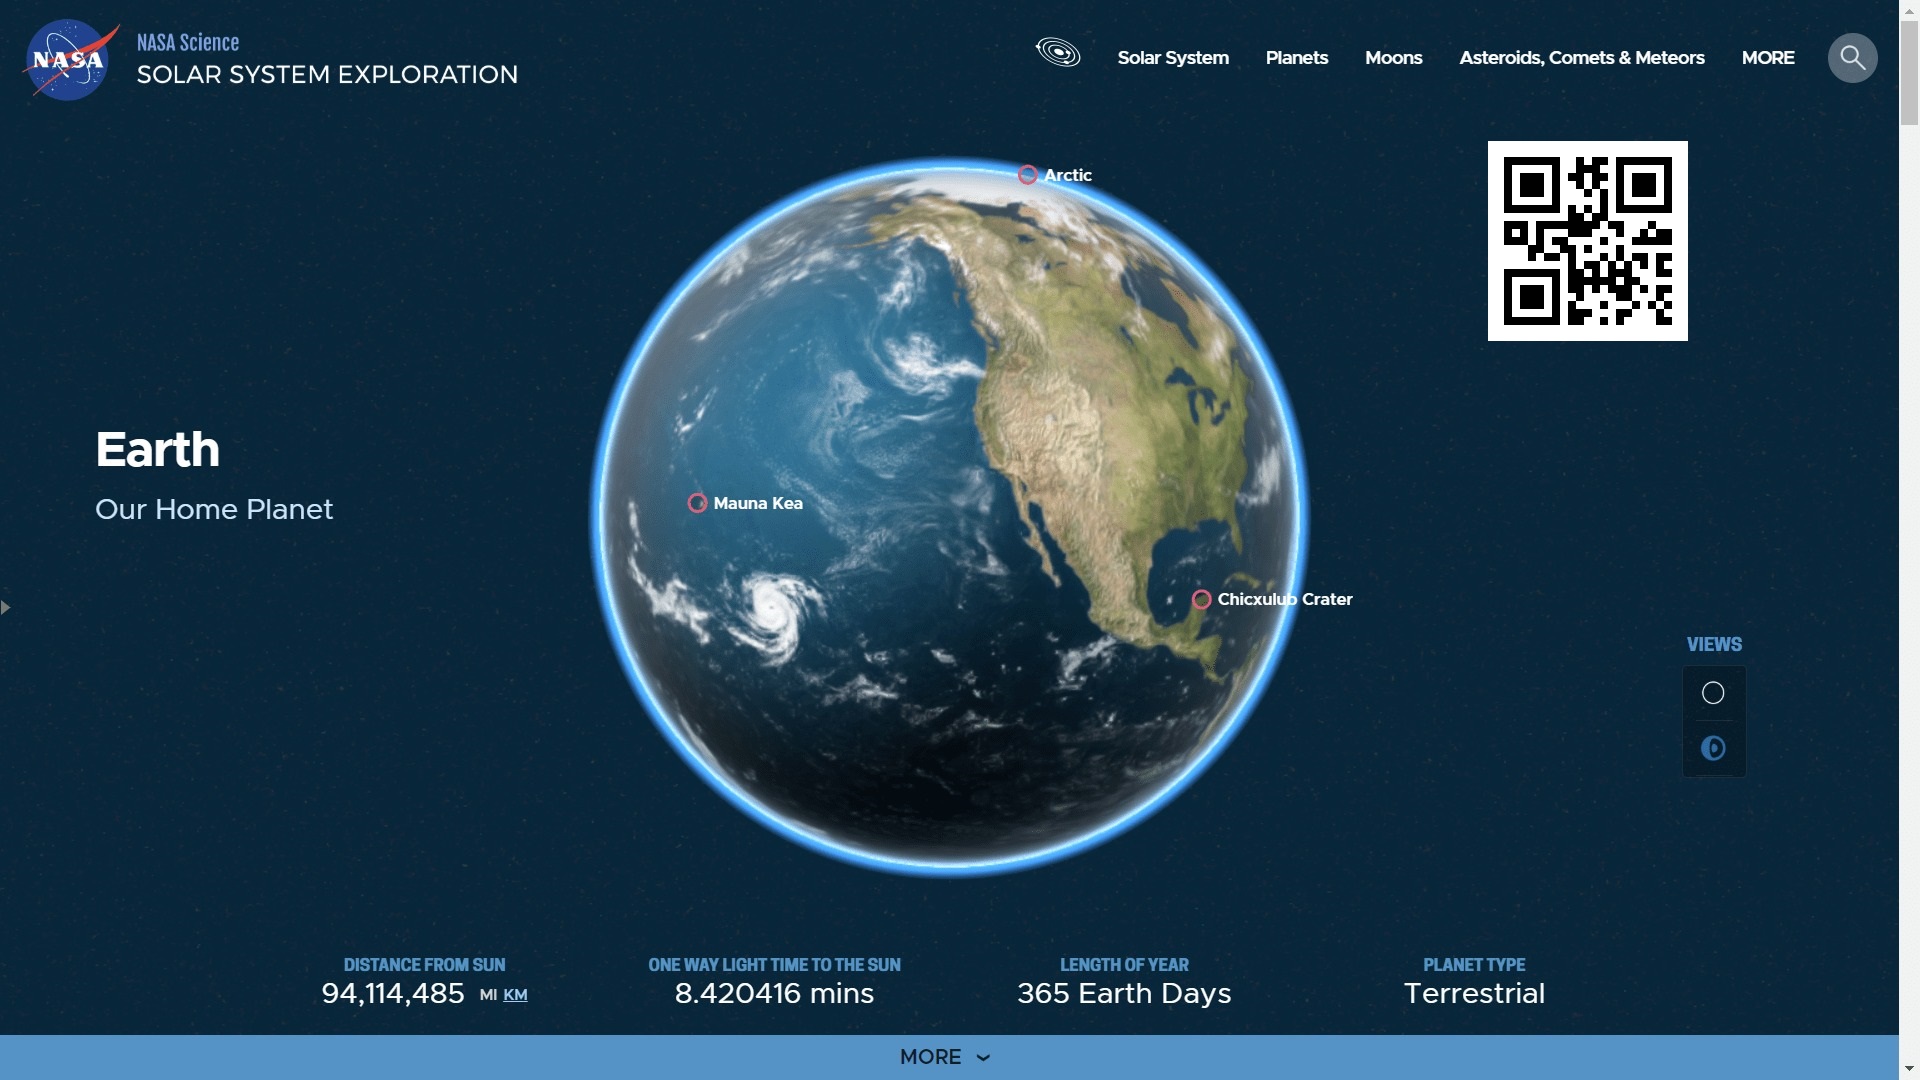 NASA
NASA Science
SOLAR SYSTEM EXPLORATION
Solar System
Planets
Moons
Asteroids, Comets & Meteors
MORE
Arctic
Earth
Our Home Planet
Mauna Kea
Chicxulub Crater
VIEWS
DISTANCE FROM SUN
94,114,485 MI KM
ONE WAY LIGHT TIME TO THE SUN
8.420416 mins
LENGTH OF YEAR
365 Earth Days
PLANET TYPE
Terrestrial
MORE